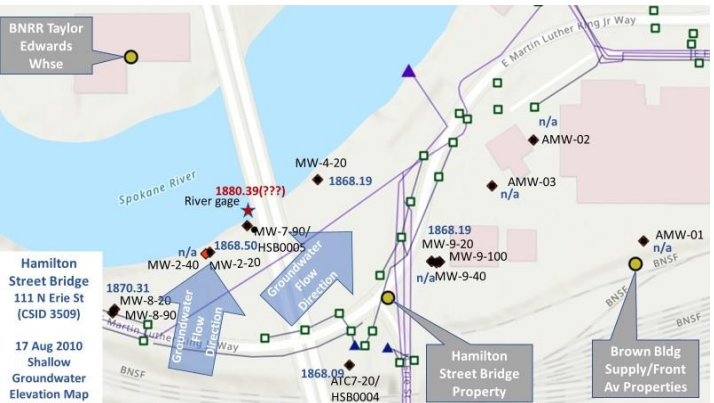 BNRR Taylor
Edwards
Whse
E Martin Luther King Jr Way
n/a
AMW-02
MW-4-20
1868.19
AMW-03
n/a
Spokane River
1880.39(???)
River gage
MW-7-90/
HSB0005
1868.50
n/a
MW-2-40
MW-2-20
1868.19
MW-9-20
MW-9-100
n/a
MW-9-40
AMW-01
n/a
BNSF
BNSF
BNSF
Groundwater
Flow
Direction
Groundwater
Flow
Direction
Hamilton
Street Bridge
111 N Erie St
(CSID 3509)
17 Aug 2010
Shallow
Groundwater
Elevation Map
1870.31
MW-8-20
MW-8-90
Martin Luther King Jr Way
BNSF
1868.09
ATC7-20/
HSB0004
Hamilton
Street Bridge
Property
Brown Bldg
Supply/Front
Av Properties